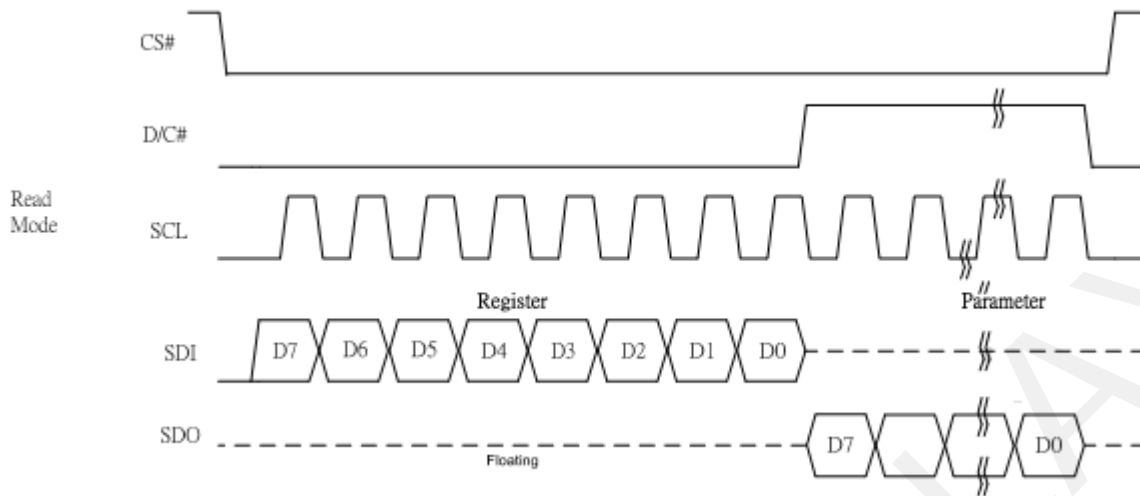 CS#
D/C#
Read
Mode
SCL
Register
Parameter
SDI
D7 D6 D5 D4 D3 D2 D1 D0
SDO
Floating
D7 D0